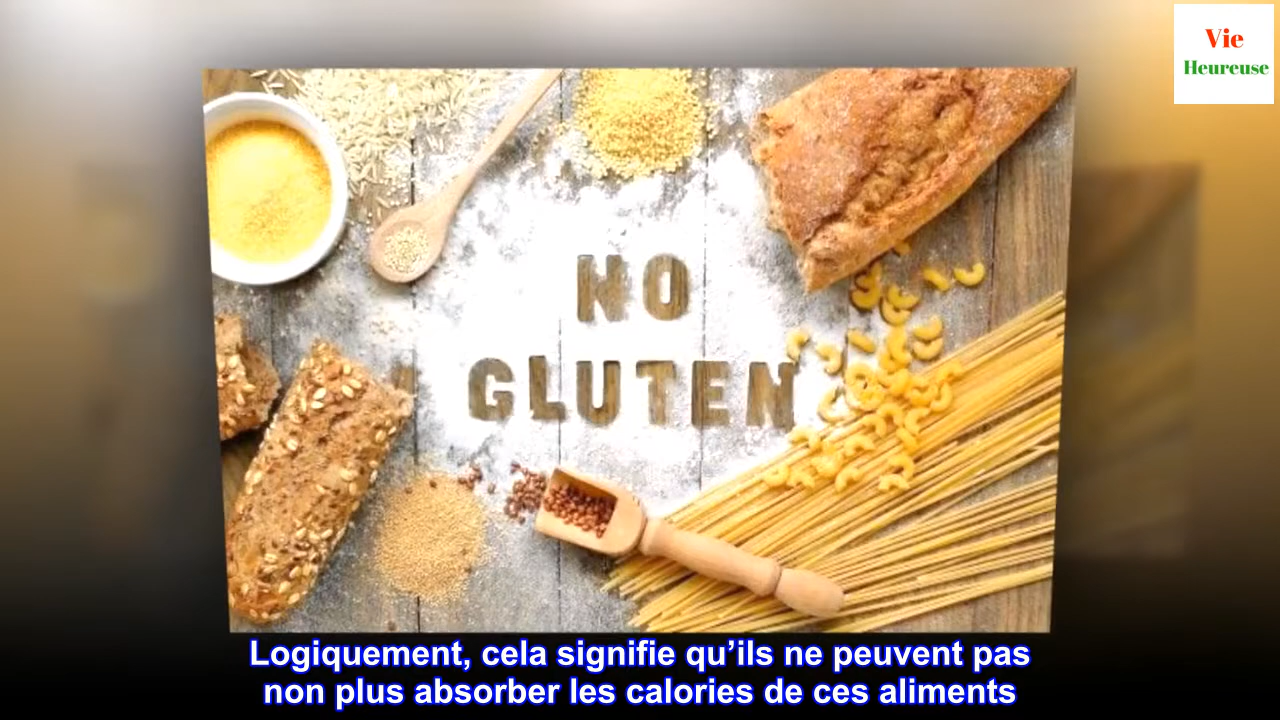 Vie
Heureuse
NO
GLUTEN
Logiquement, cela signifie qu’ils ne peuvent pas
non plus absorber les calories de ces aliments